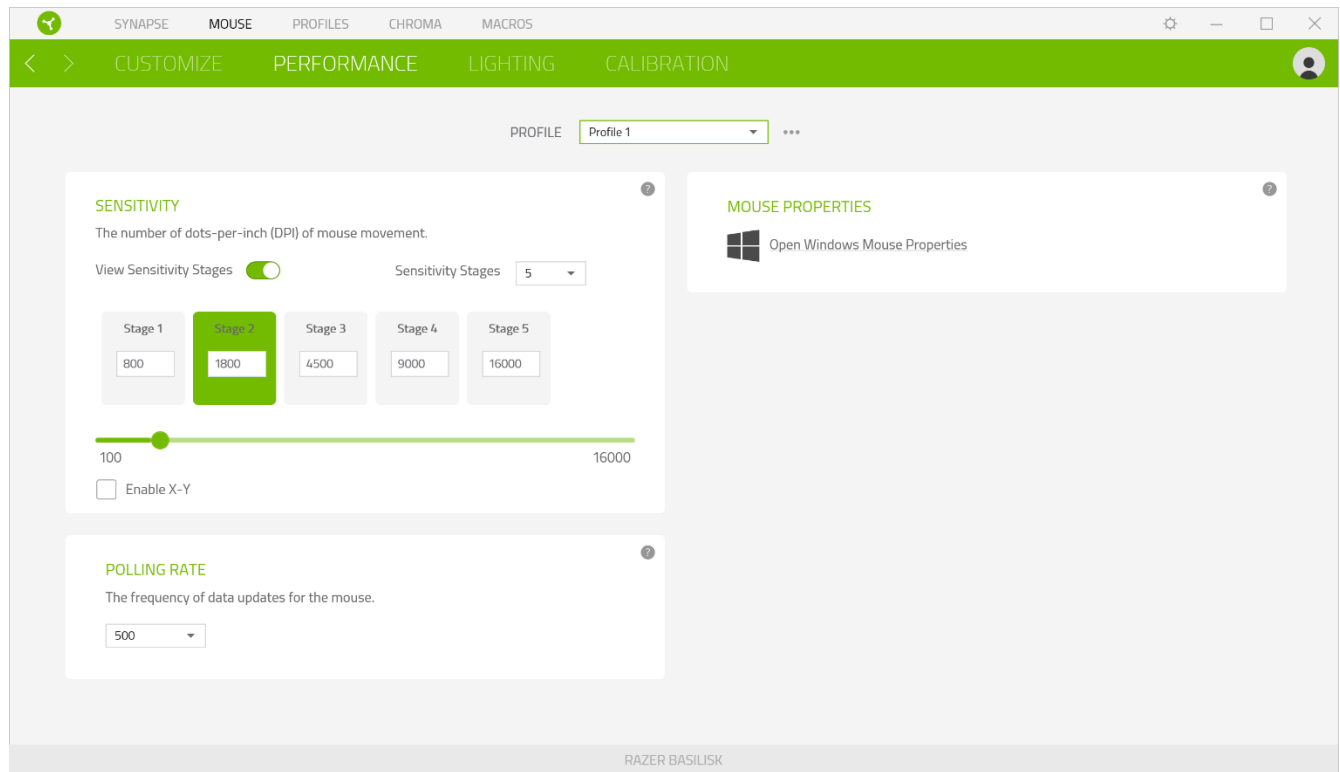 SYNAPSE MOUSE PROFILES CHROMA MACROS
CUSTOMIZE PERFORMANCE LIGHTING CALIBRATION
PROFILE Profile 1
SENSITIVITY
The number of dots-per-inch (DPI) of mouse movement.
View Sensitivity Stages Sensitivity Stages 5
Stage 1 Stage 2 Stage 3 Stage 4 Stage 5
800 1800 4500 9000 16000
100 16000
Enable X-Y
MOUSE PROPERTIES
Open Windows Mouse Properties
POLLING RATE
The frequency of data updates for the mouse.
500
RAZER BASILISK